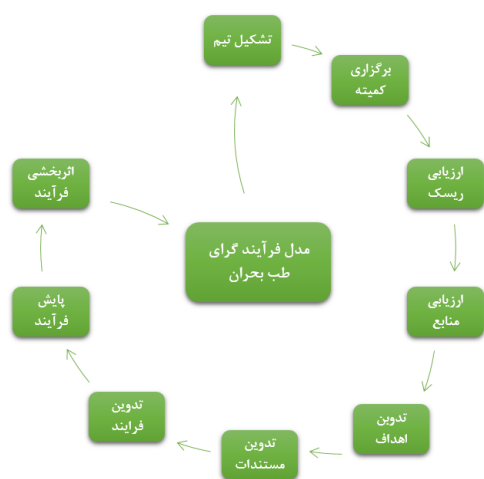 تشکیل تیم
برگزاری
کمیته
ارزیابی
ریسک
ارزیابی
منابع
تدوین
اهداف
تدوین
مستندات
تدوین
فرایند
پایش
فرآیند
اثربخشی
فرآیند
مدل فرآیند گرای
طب بحران